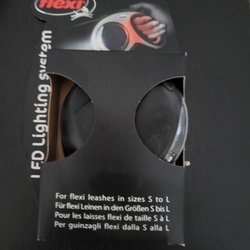 flexi
LED Lighting system
For flexi leashes in sizes S to L
Für flexi Leinen in den Größen S bis L
Pour les laisses flexi de taille S à L
Per guinzagli flexi dalla S alla L